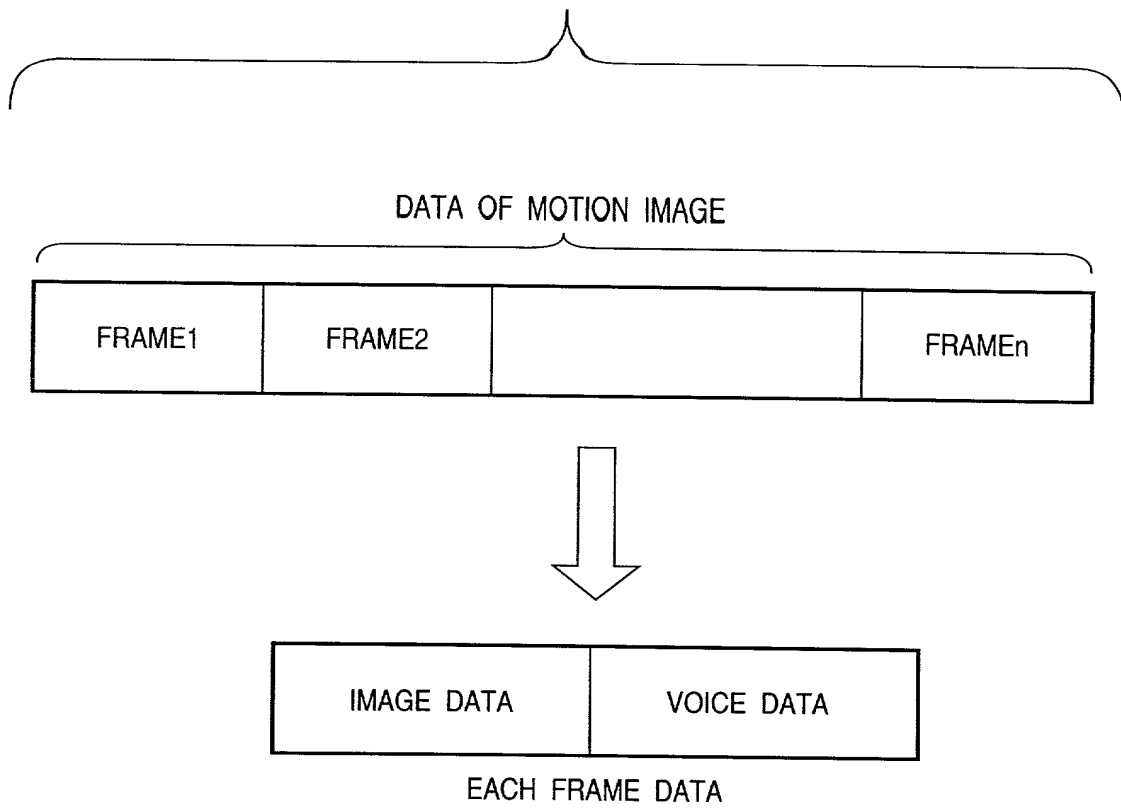 DATA OF MOTION IMAGE
FRAME1 FRAME2 FRAMEn
IMAGE DATA VOICE DATA
EACH FRAME DATA